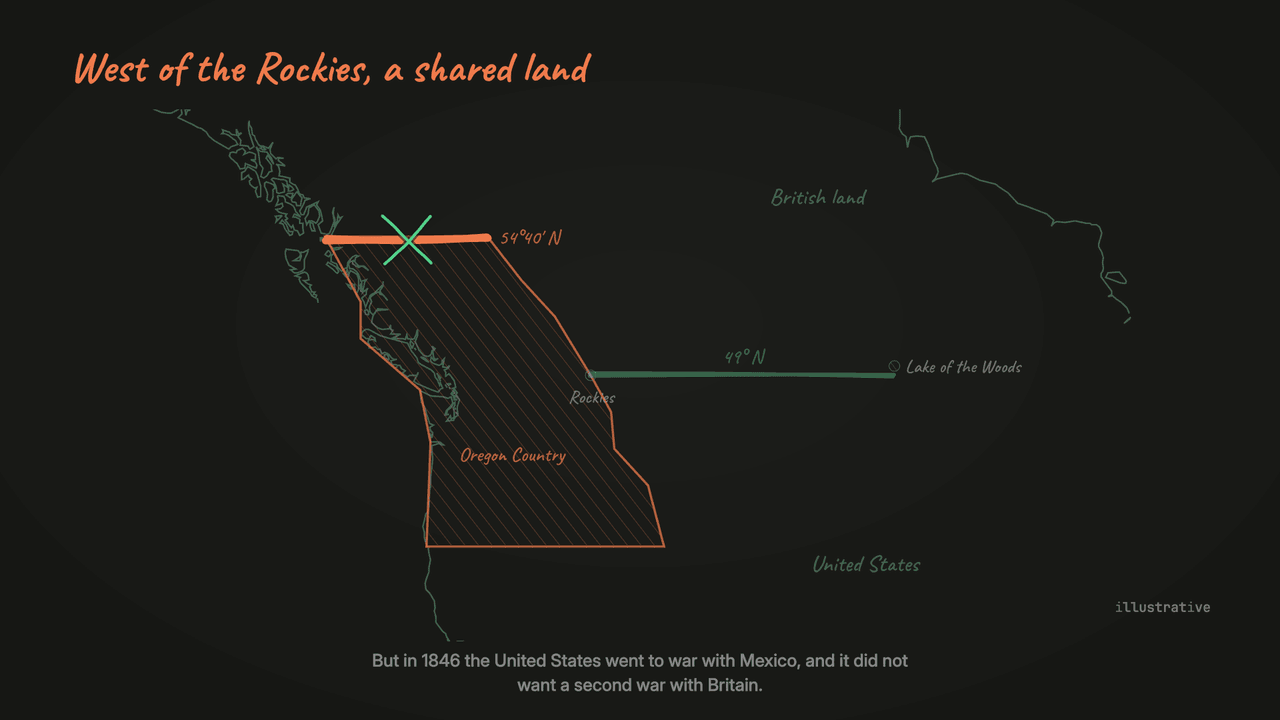 West of the Rockies, a shared land
British land
54°40' N
49° N
Lake of the Woods
Rockies
Oregon Country
United States
illustrative
But in 1846 the United States went to war with Mexico, and it did not
want a second war with Britain.